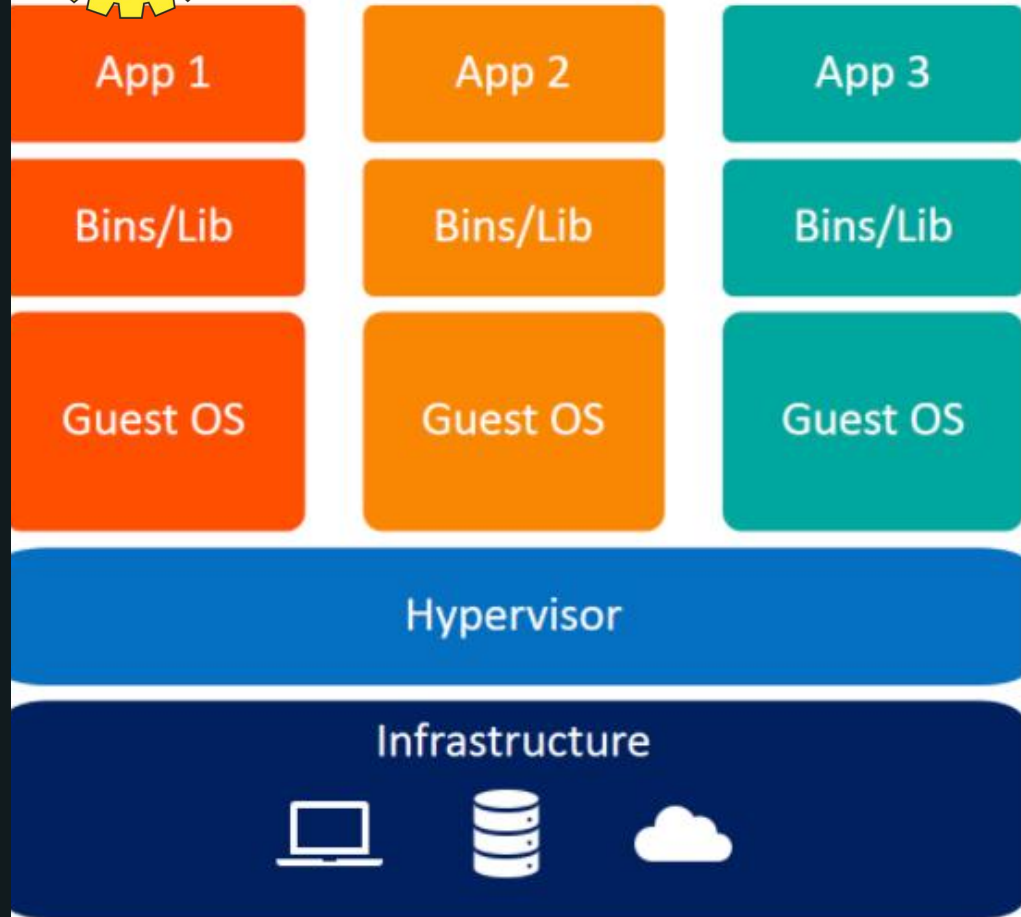 App 1
App 2
App 3
Bins/Lib
Bins/Lib
Bins/Lib
Guest OS
Guest OS
Guest OS
Hypervisor
Infrastructure